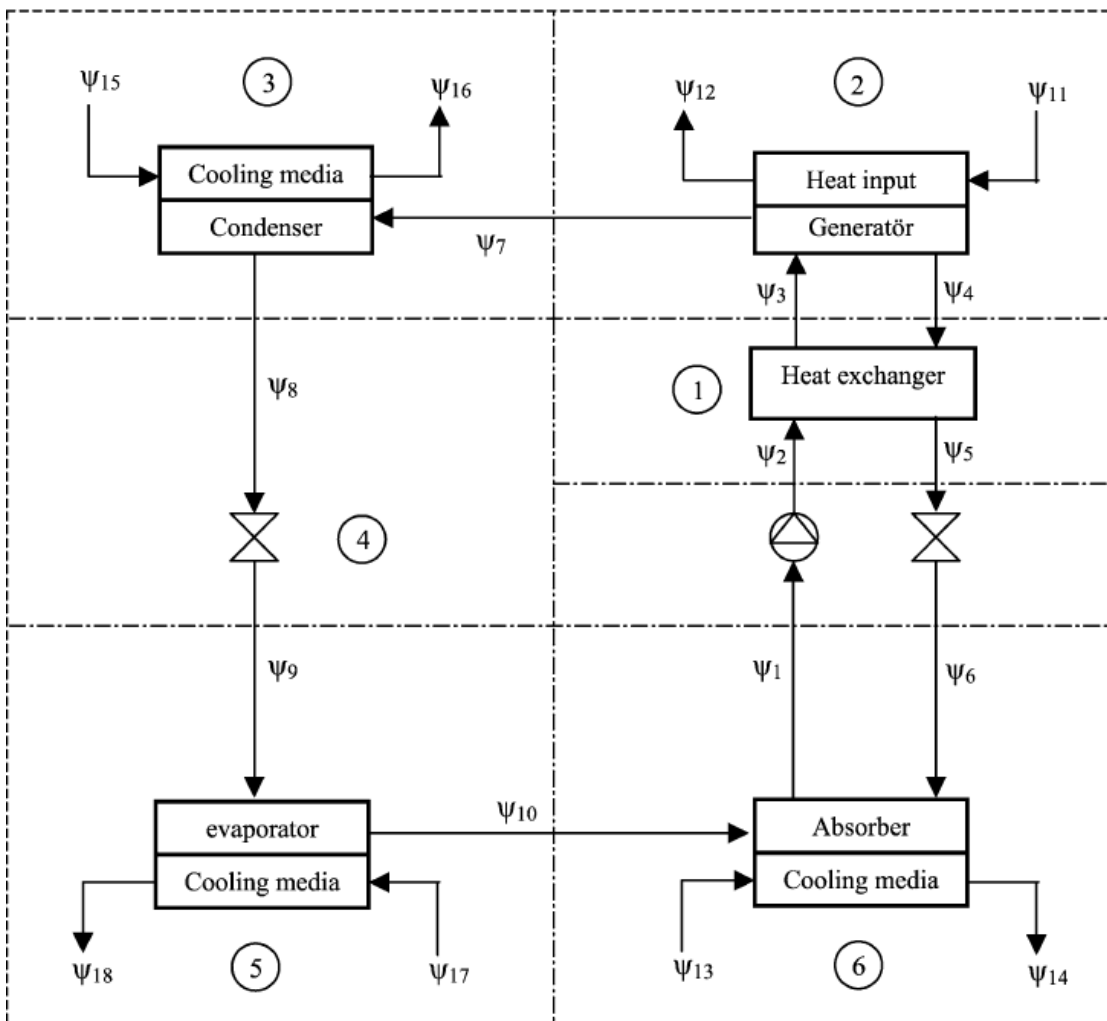 3
2
ψ15
ψ16
ψ12
ψ11
Cooling media
Condenser
Heat input
Generatör
ψ7
ψ3
ψ4
1
Heat exchanger
ψ8
ψ2
ψ5
4
ψ9
ψ1
ψ6
evaporator
Cooling media
ψ10
Absorber
Cooling media
ψ18
5
ψ17
ψ13
6
ψ14